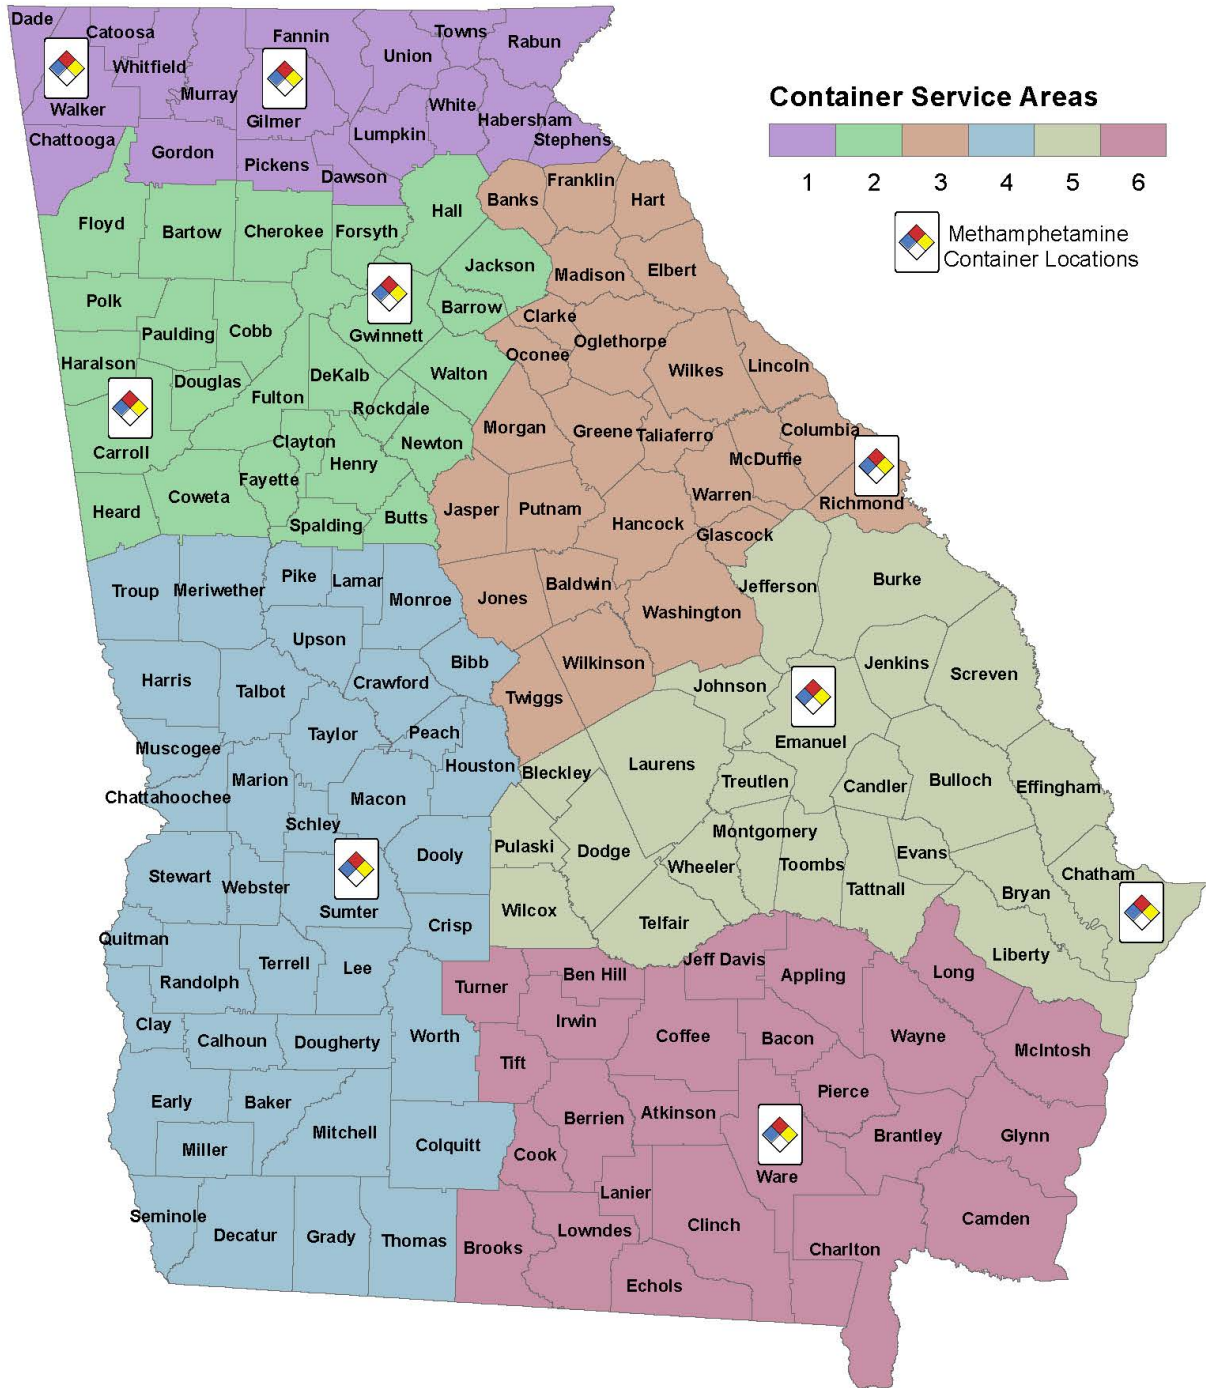 Container Service Areas
1 2 3 4 5 6
Methamphetamine
Container Locations
Dade
Catoosa
Fannin
Towns
Union
Rabun
Whitfield
Murray
Walker
Gilmer
White
Habersham
Lumpkin
Stephens
Chattooga
Gordon
Pickens
Dawson
Franklin
Banks
Hart
Hall
Floyd
Bartow
Cherokee
Forsyth
Jackson
Madison
Elbert
Polk
Barrow
Clarke
Paulding
Cobb
Gwinnett
Oglethorpe
Oconee
Haralson
Wilkes
Lincoln
Douglas
DeKalb
Walton
Fulton
Rockdale
Morgan
Greene
Taliaferro
Columbia
Clayton
Newton
Carroll
Henry
McDuffie
Fayette
Coweta
Warren
Richmond
Heard
Spalding
Butts
Jasper
Putnam
Hancock
Glascock
Troup
Meriwether
Pike
Lamar
Monroe
Jones
Baldwin
Jefferson
Burke
Washington
Upson
Bibb
Wilkinson
Jenkins
Screven
Harris
Talbot
Crawford
Twiggs
Johnson
Taylor
Peach
Emanuel
Muscogee
Marion
Houston
Bleckley
Laurens
Treutlen
Candler
Bulloch
Effingham
Chattahoochee
Macon
Schley
Montgomery
Dooly
Pulaski
Dodge
Wheeler
Toombs
Evans
Stewart
Webster
Tattnall
Chatham
Bryan
Sumter
Crisp
Wilcox
Telfair
Quitman
Terrell
Lee
Liberty
Randolph
Turner
Ben Hill
Jeff Davis
Appling
Long
Clay
Calhoun
Dougherty
Worth
Irwin
Coffee
Bacon
Wayne
McIntosh
Tift
Early
Baker
Berrien
Atkinson
Pierce
Miller
Mitchell
Colquitt
Cook
Brantley
Glynn
Ware
Lanier
Seminole
Decatur
Grady
Thomas
Brooks
Lowndes
Clinch
Charlton
Camden
Echols